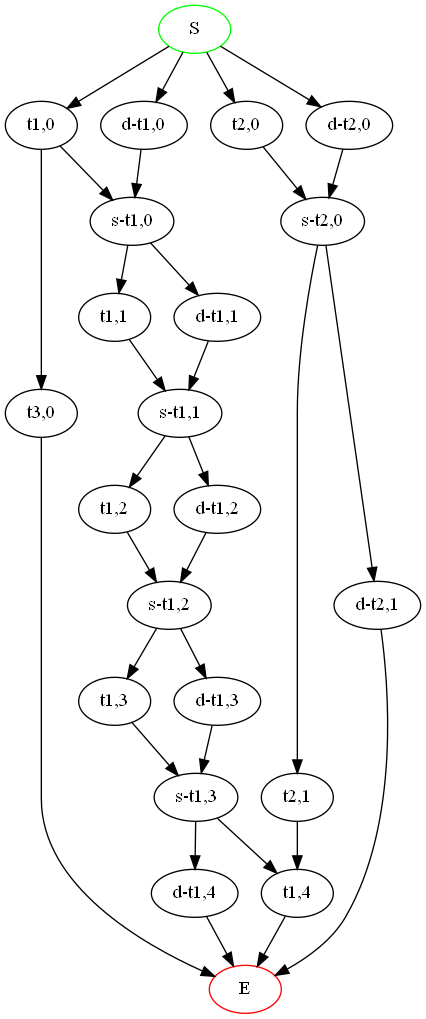 S
t1,0
d-t1,0
t2,0
d-t2,0
s-t1,0
s-t2,0
t1,1
d-t1,1
t3,0
s-t1,1
t1,2
d-t1,2
s-t1,2
d-t2,1
t1,3
d-t1,3
s-t1,3
t2,1
d-t1,4
t1,4
E